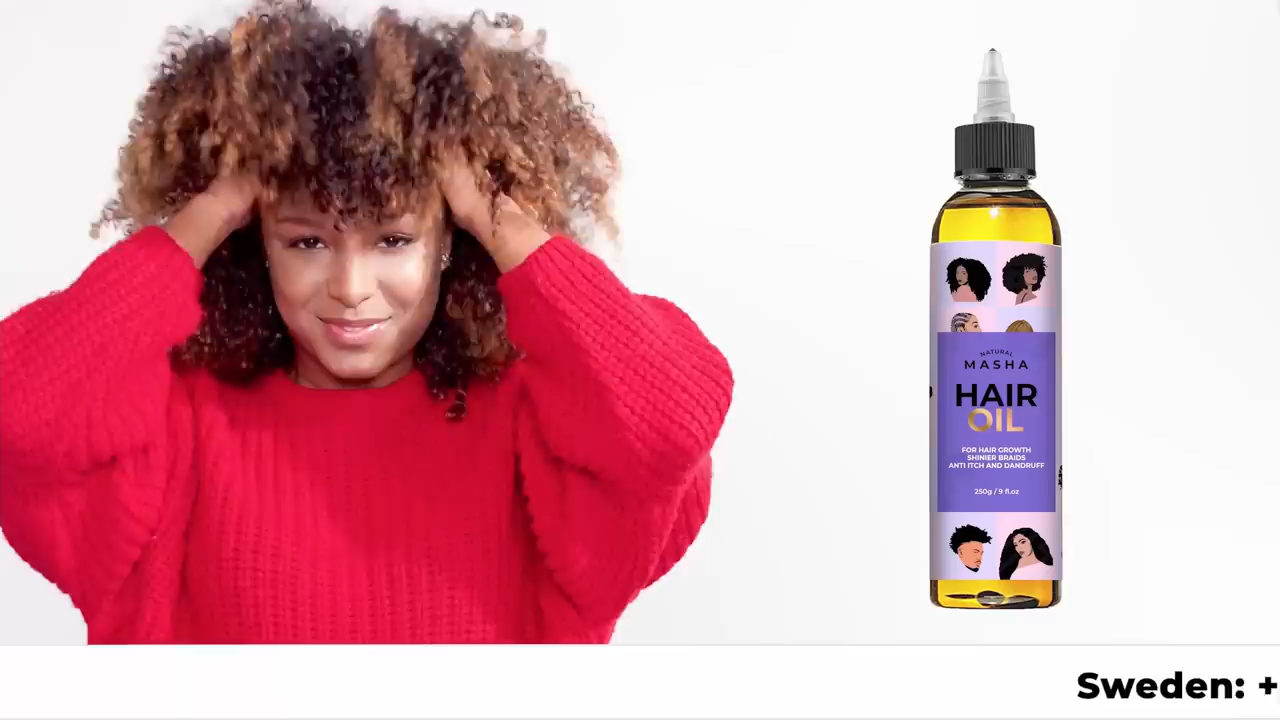 NATURAL
MASHA
HAIR
OIL
FOR HAIR GROWTH
SHINIER BRAIDS
ANTI ITCH AND DANDRUFF
250g / 9 fl.oz
Sweden: +